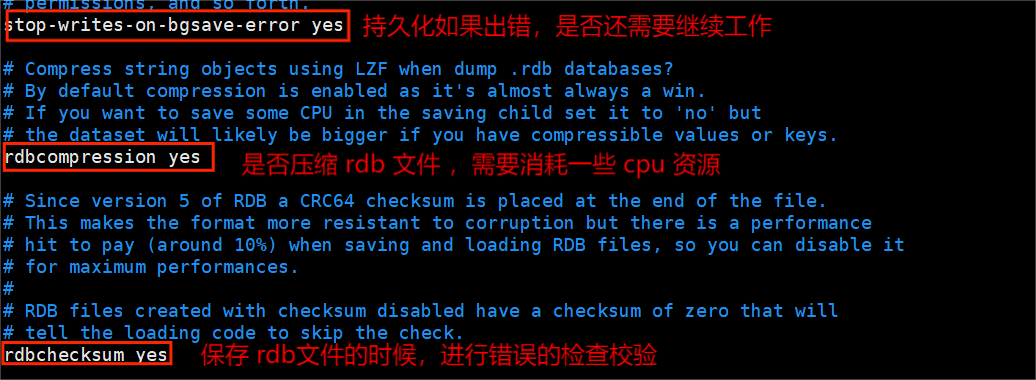 # permissions, and so forth.
stop-writes-on-bgsave-error yes 持久化如果出错，是否还需要继续工作
# Compress string objects using LZF when dump .rdb databases?
# By default compression is enabled as it's almost always a win.
# If you want to save some CPU in the saving child set it to 'no' but
# the dataset will likely be bigger if you have compressible values or keys.
rdbcompression yes 是否压缩 rdb 文件 ，需要消耗一些 cpu 资源
# Since version 5 of RDB a CRC64 checksum is placed at the end of the file.
# This makes the format more resistant to corruption but there is a performance
# hit to pay (around 10%) when saving and loading RDB files, so you can disable it
# for maximum performances.
#
# RDB files created with checksum disabled have a checksum of zero that will
# tell the loading code to skip the check.
rdbchecksum yes 保存 rdb文件的时候，进行错误的检查校验